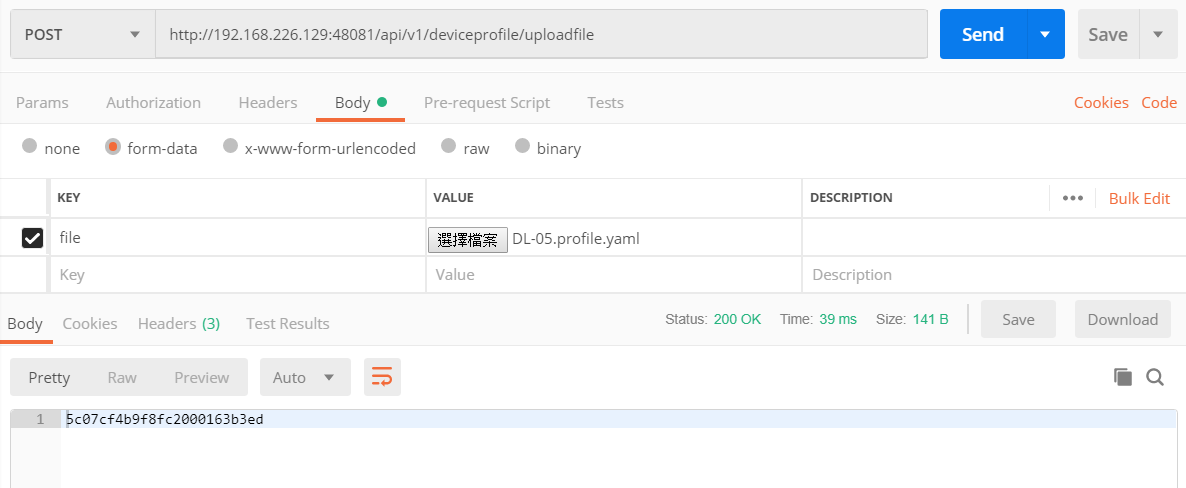 POST http://192.168.226.129:48081/api/v1/deviceprofile/uploadfile Send Save
Params Authorization Headers Body Pre-request Script Tests Cookies Code
none form-data x-www-form-urlencoded raw binary
KEY VALUE DESCRIPTION ••• Bulk Edit
file 選擇檔案 DL-05.profile.yaml
Key Value Description
Body Cookies Headers (3) Test Results Status: 200 OK Time: 39 ms Size: 141 B Save Download
Pretty Raw Preview Auto
1 5c07cf4b9f8fc2000163b3ed